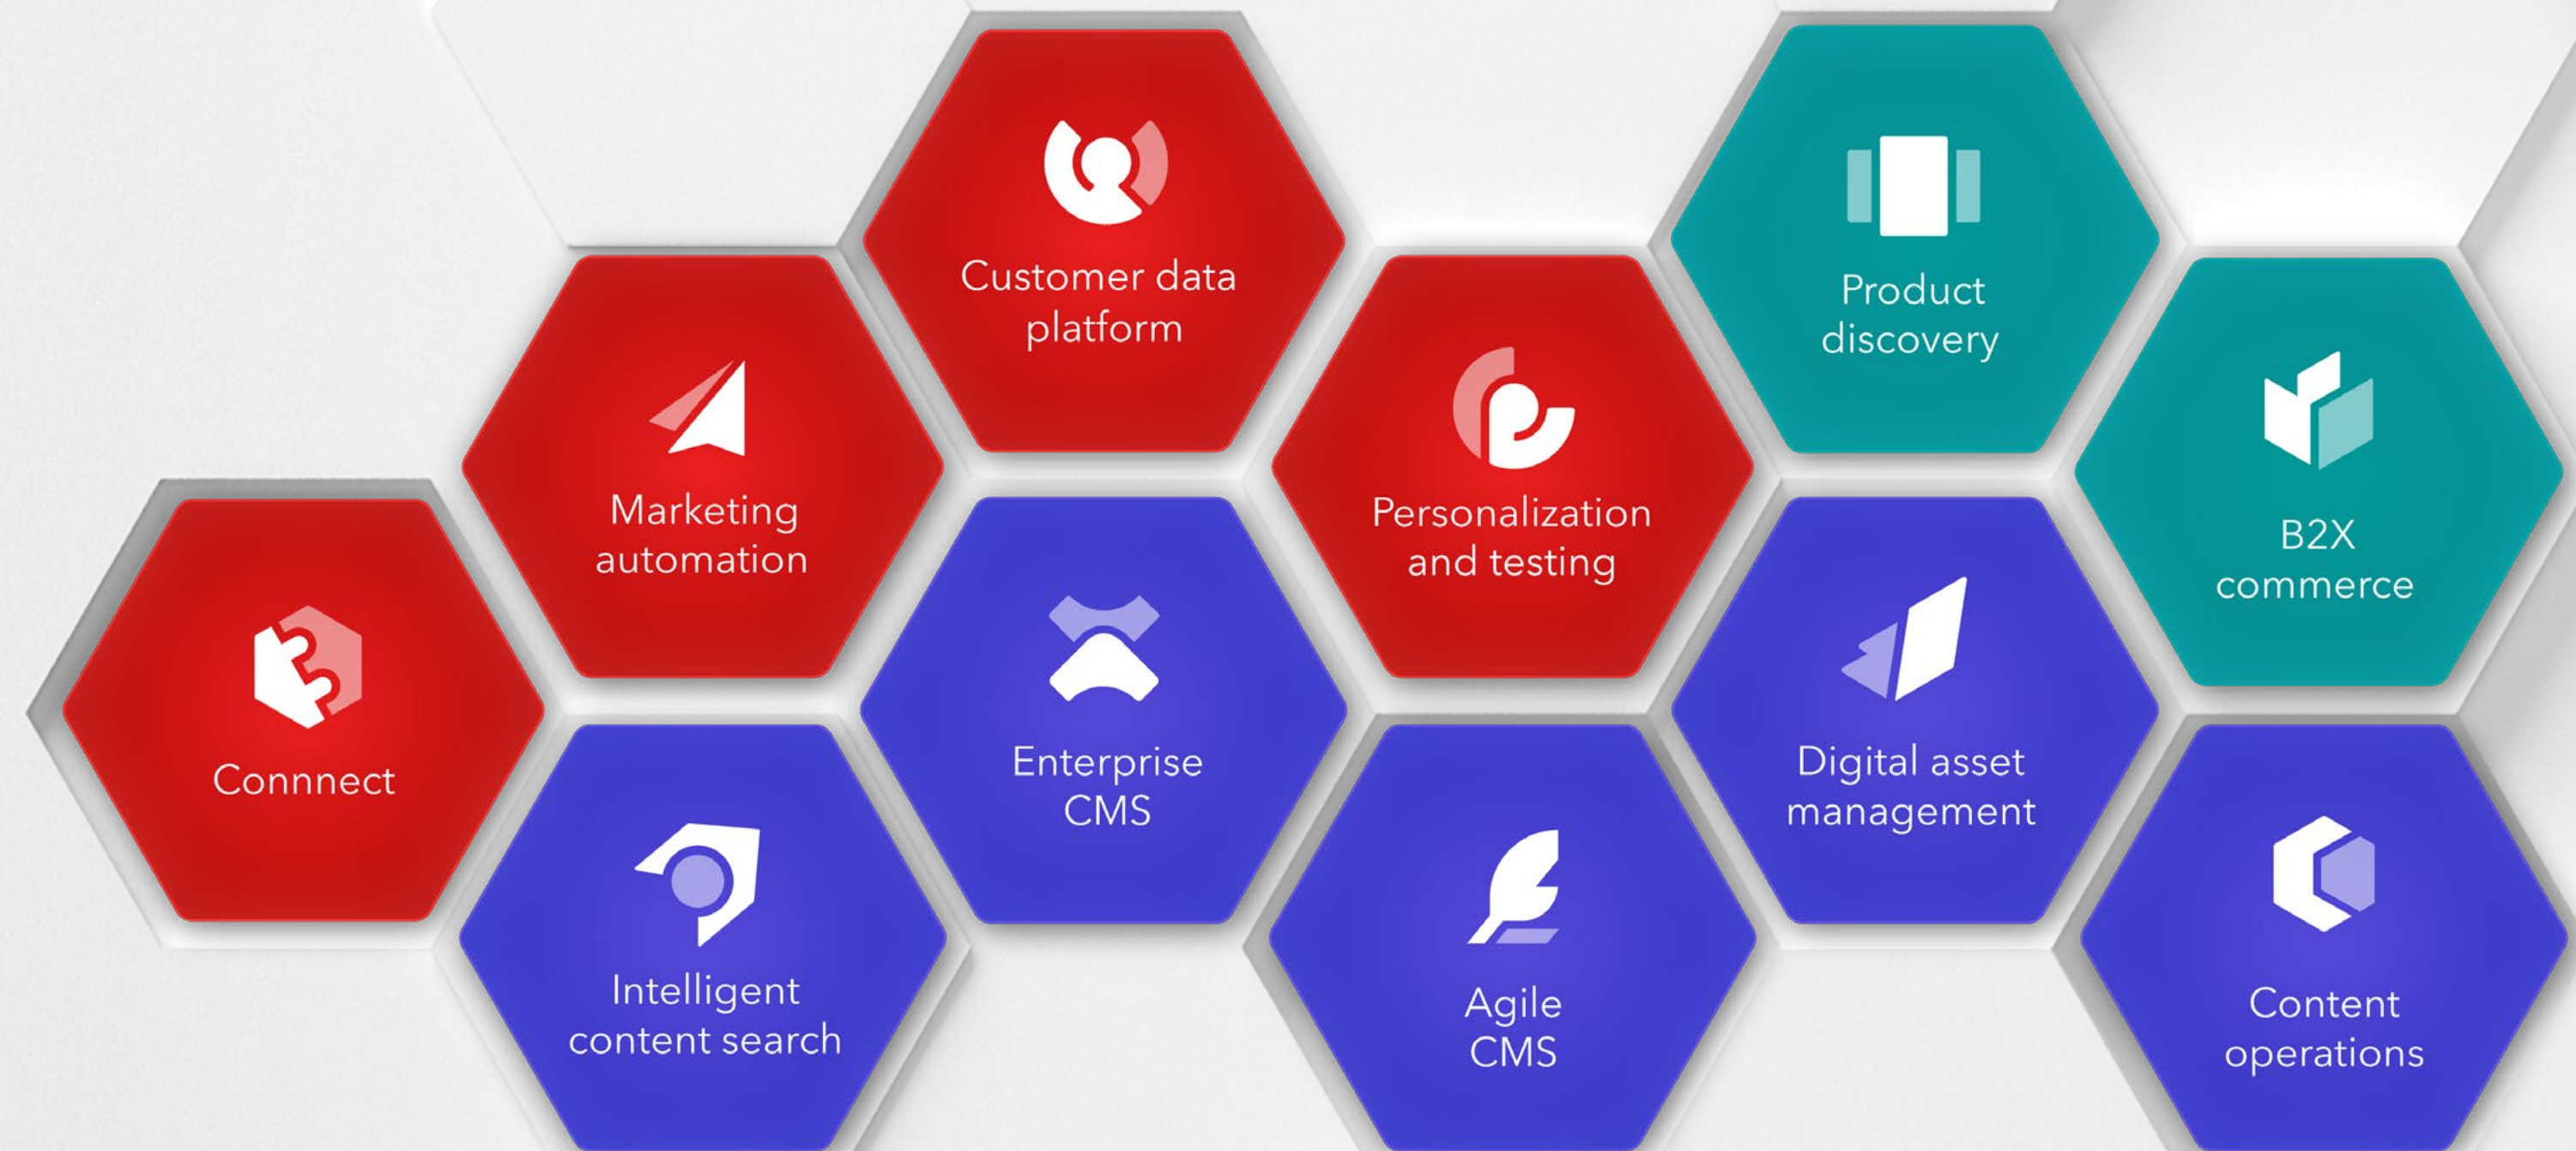 Customer data
platform
Product
discovery
Marketing
automation
Personalization
and testing
B2X
commerce
Connnect
Enterprise
CMS
Digital asset
management
Intelligent
content search
Agile
CMS
Content
operations